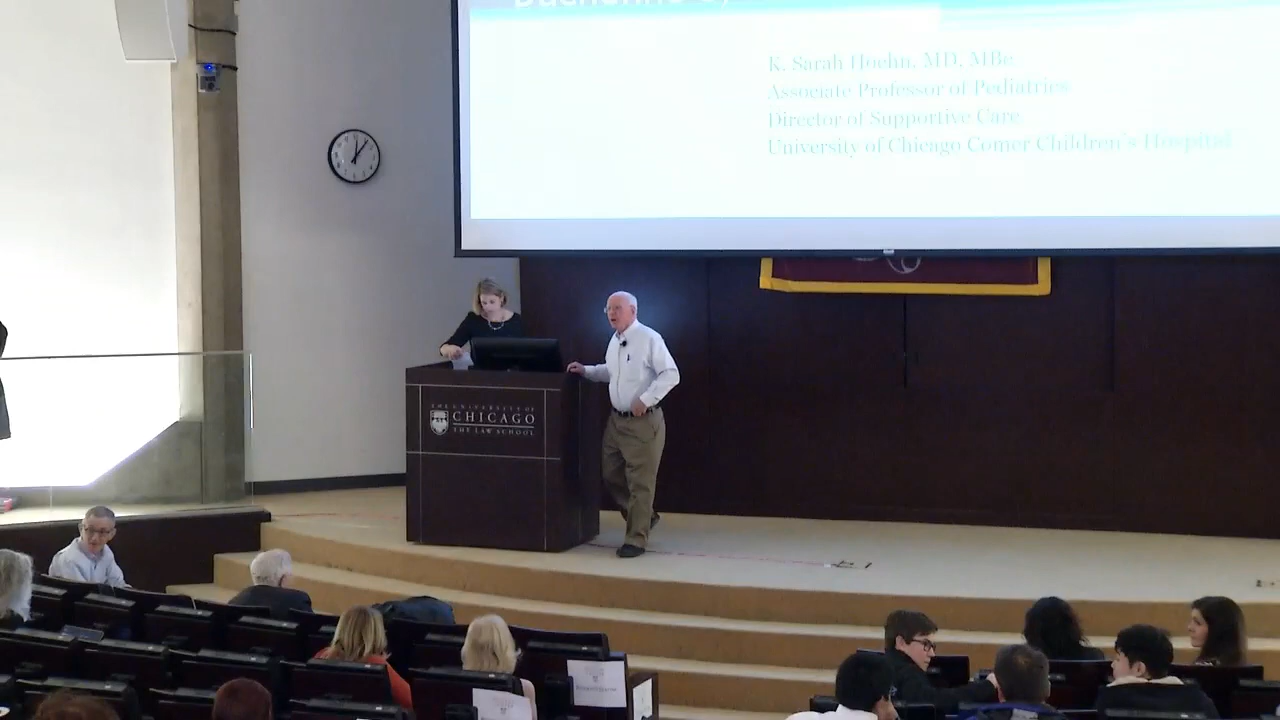 K. Sarah Hoehn, MD, MBe
Associate Professor of Pediatrics
Director of Supportive Care
University of Chicago Comer Children's Hospital
THE UNIVERSITY OF
CHICAGO
THE LAW SCHOOL